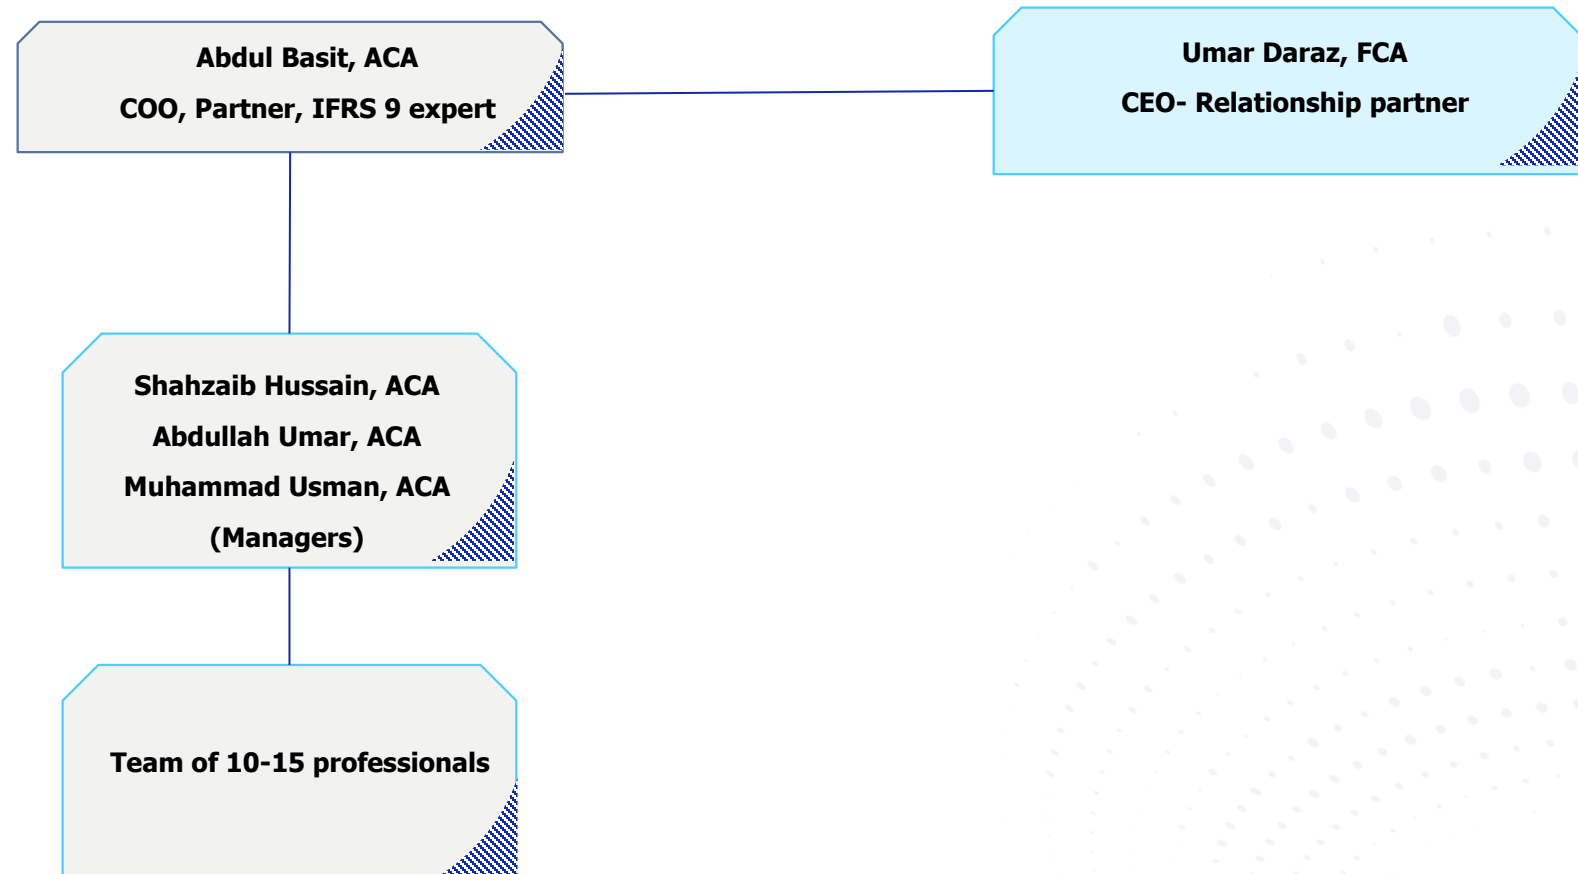 Abdul Basit, ACA
COO, Partner, IFRS 9 expert
Umar Daraz, FCA
CEO- Relationship partner
Shahzaib Hussain, ACA
Abdullah Umar, ACA
Muhammad Usman, ACA
(Managers)
Team of 10-15 professionals